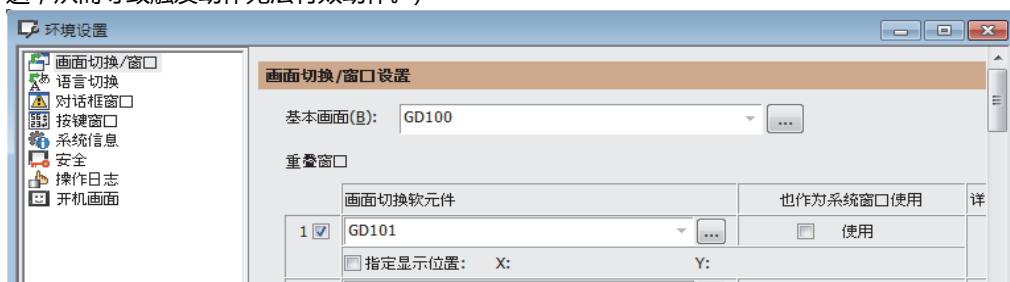 环境设置
画面切换/窗口
语言切换
对话框窗口
按键窗口
系统信息
安全
操作日志
开机画面
画面切换/窗口设置
基本画面(B): GD100 ...
重叠窗口
画面切换软元件 也作为系统窗口使用 详
1 GD101 ... 使用
指定显示位置: X: Y: